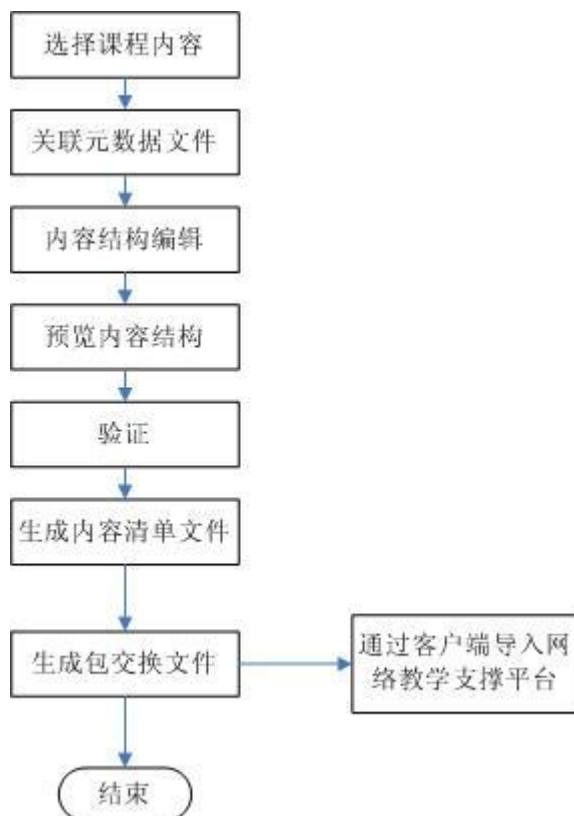 选择课程内容
关联元数据文件
内容结构编辑
预览内容结构
验证
生成内容清单文件
生成包交换文件
通过客户端导入网
络教学支撑平台
结束